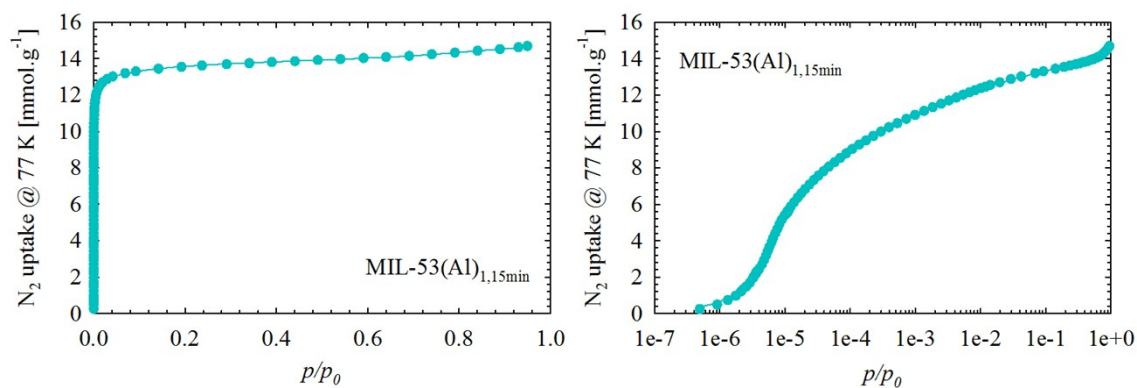 16
14
12
10
8
6
4
2
0
N₂ uptake @ 77 K [mmol.g⁻¹]
MIL-53(Al)₁,₁₅ₘᵢₙ
0.0 0.2 0.4 0.6 0.8 1.0
p/p₀
16
14
12
10
8
6
4
2
0
N₂ uptake @ 77 K [mmol.g⁻¹]
MIL-53(Al)₁,₁₅ₘᵢₙ
1e-7 1e-6 1e-5 1e-4 1e-3 1e-2 1e-1 1e+0
p/p₀